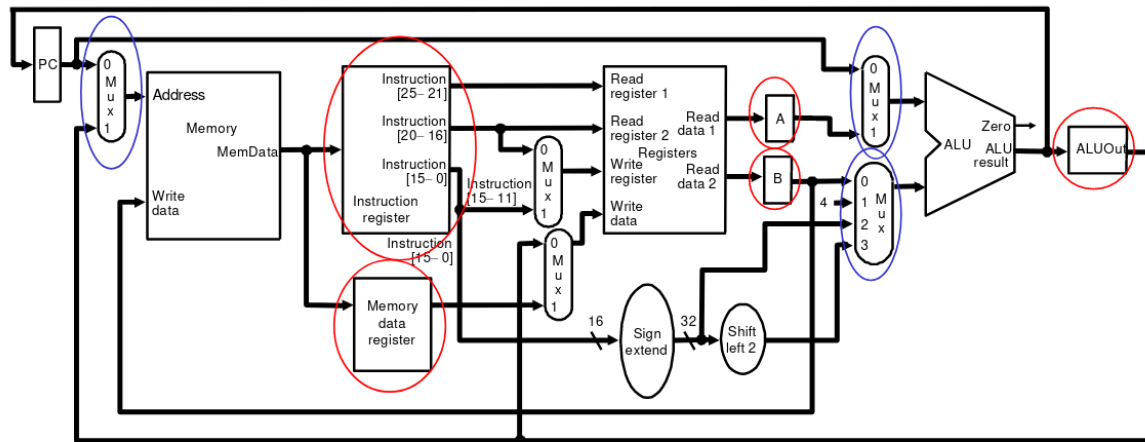 PC
0
M
u
x
1
Address
Memory
MemData
Write
data
Instruction
[25– 21]
Instruction
[20– 16]
Instruction
[15– 0]
Instruction
register
Instruction
[15– 11]
Instruction
[15– 0]
Memory
data
register
0
M
u
x
1
0
M
u
x
1
16
Sign
extend
32
Shift
left 2
Read
register 1
Read
register 2
Registers
Write
register
Write
data
Read
data 1
Read
data 2
A
B
4
0
M
u
x
1
0
1
2
3
M
u
x
Zero
ALU
ALU
result
ALUOut